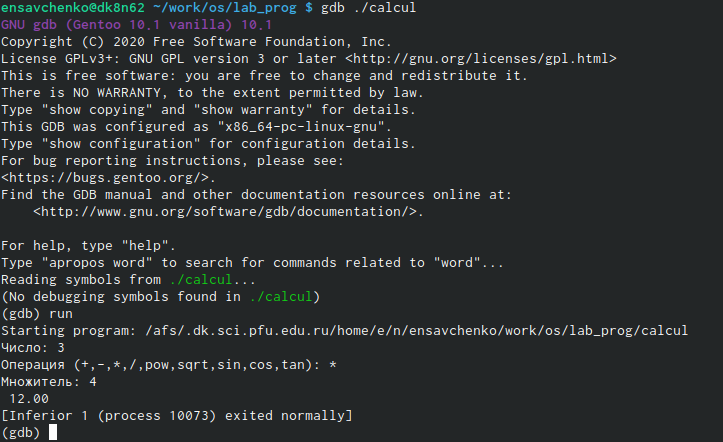 ensavchenko@dk8n62 ~/work/os/lab_prog $ gdb ./calcul
GNU gdb (Gentoo 10.1 vanilla) 10.1
Copyright (C) 2020 Free Software Foundation, Inc.
License GPLv3+: GNU GPL version 3 or later <http://gnu.org/licenses/gpl.html>
This is free software: you are free to change and redistribute it.
There is NO WARRANTY, to the extent permitted by law.
Type "show copying" and "show warranty" for details.
This GDB was configured as "x86_64-pc-linux-gnu".
Type "show configuration" for configuration details.
For bug reporting instructions, please see:
<https://bugs.gentoo.org/>.
Find the GDB manual and other documentation resources online at:
    <http://www.gnu.org/software/gdb/documentation/>.

For help, type "help".
Type "apropos word" to search for commands related to "word"...
Reading symbols from ./calcul...
(No debugging symbols found in ./calcul)
(gdb) run
Starting program: /afs/.dk.sci.pfu.edu.ru/home/e/n/ensavchenko/work/os/lab_prog/calcul
Число: 3
Операция (+,-,*,/,pow,sqrt,sin,cos,tan): *
Множитель: 4
 12.00
[Inferior 1 (process 10073) exited normally]
(gdb)